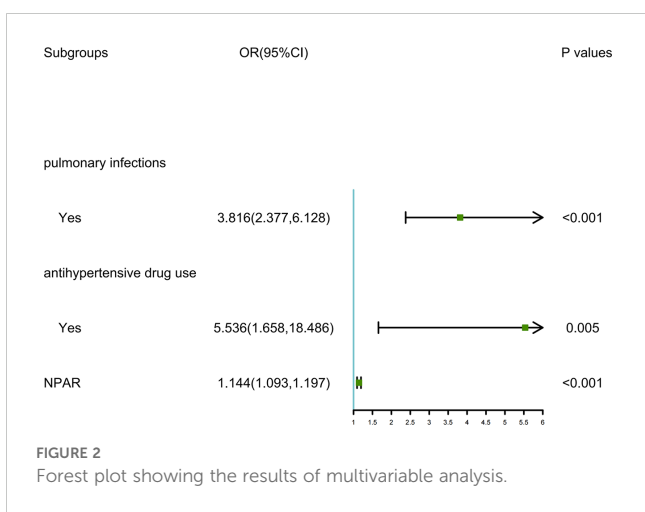 Subgroups OR(95%CI) P values
pulmonary infections
Yes 3.816(2.377,6.128) <0.001
antihypertensive drug use
Yes 5.536(1.658,18.486) 0.005
NPAR 1.144(1.093,1.197) <0.001
1 1.5 2 2.5 3 3.5 4 4.5 5 5.5 6
FIGURE 2
Forest plot showing the results of multivariable analysis.